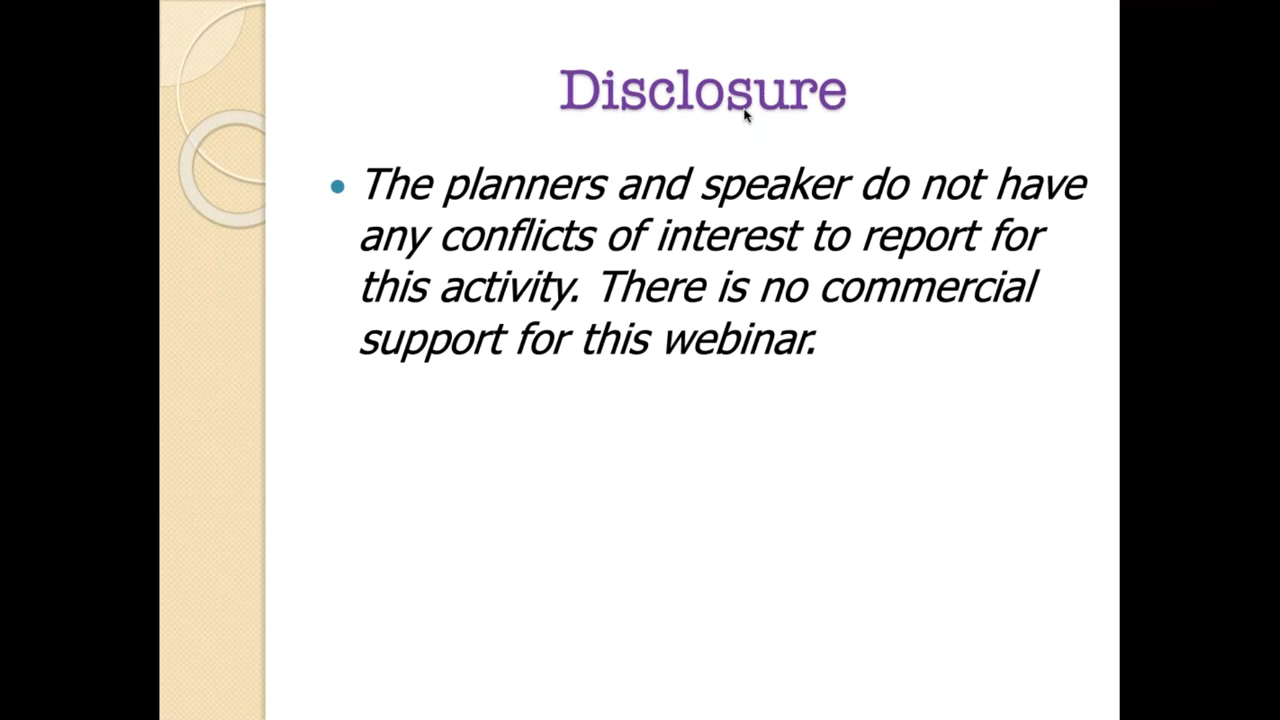 Disclosure
• The planners and speaker do not have
any conflicts of interest to report for
this activity. There is no commercial
support for this webinar.